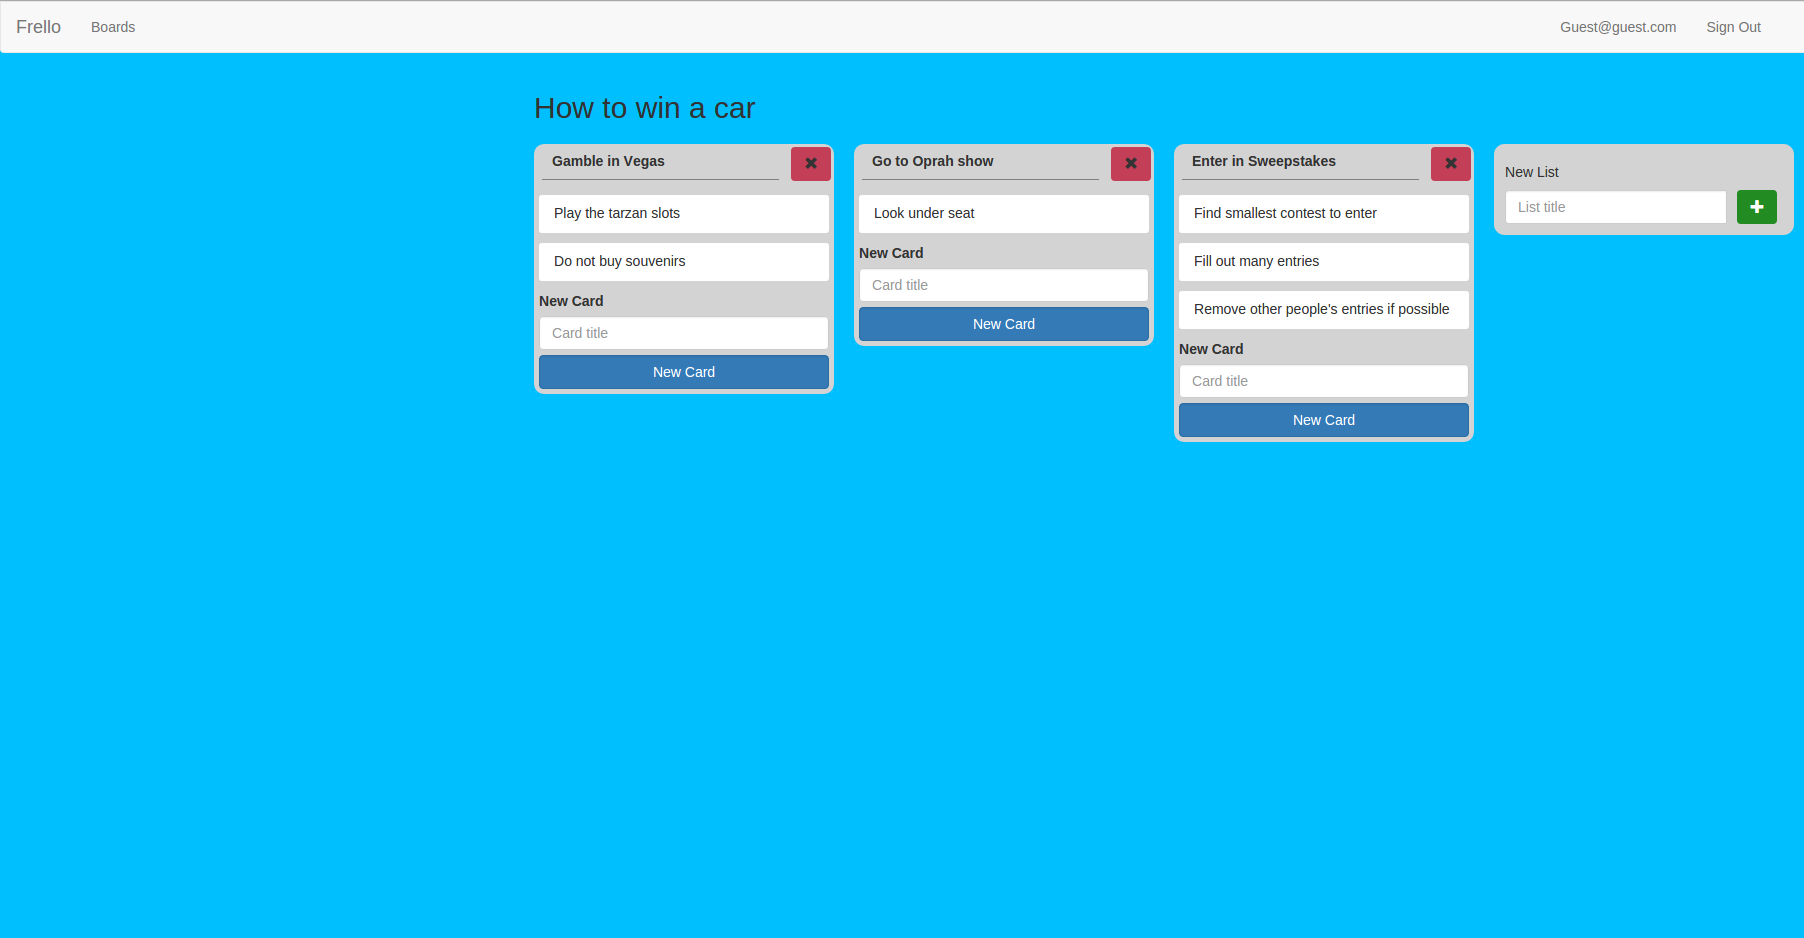 Frello Boards Guest@guest.com Sign Out
How to win a car
Gamble in Vegas
Play the tarzan slots
Do not buy souvenirs
New Card
Card title
New Card
Go to Oprah show
Look under seat
New Card
Card title
New Card
Enter in Sweepstakes
Find smallest contest to enter
Fill out many entries
Remove other people's entries if possible
New Card
Card title
New Card
New List
List title